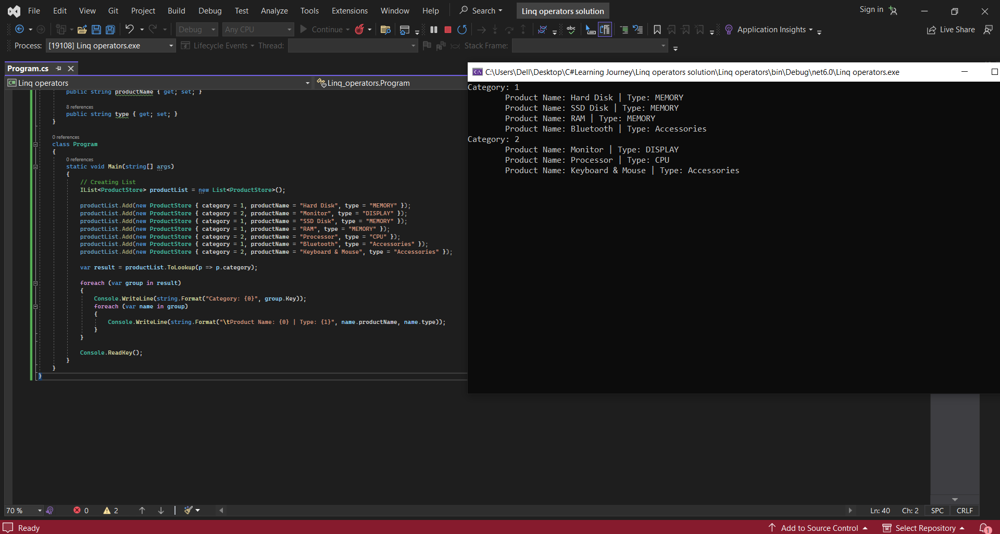 File Edit View Git Project Build Debug Test Analyze Tools Extensions Window Help Search Linq operators solution Sign in
Debug Any CPU Continue abc Application Insights Live Share
Process: [19108] Linq operators.exe Lifecycle Events Thread: Stack Frame:
Program.cs
C# Linq operators Linq_operators.Program
public string productName { get; set; }
8 references
public string type { get; set; }
}
0 references
class Program
{
0 references
static void Main(string[] args)
{
// Creating List
IList<ProductStore> productList = new List<ProductStore>();
productList.Add(new ProductStore { category = 1, productName = "Hard Disk", type = "MEMORY" });
productList.Add(new ProductStore { category = 2, productName = "Monitor", type = "DISPLAY" });
productList.Add(new ProductStore { category = 1, productName = "SSD Disk", type = "MEMORY" });
productList.Add(new ProductStore { category = 1, productName = "RAM", type = "MEMORY" });
productList.Add(new ProductStore { category = 2, productName = "Processor", type = "CPU" });
productList.Add(new ProductStore { category = 1, productName = "Bluetooth", type = "Accessories" });
productList.Add(new ProductStore { category = 2, productName = "Keyboard & Mouse", type = "Accessories" });
var result = productList.ToLookup(p => p.category);
foreach (var group in result)
{
Console.WriteLine(string.Format("Category: {0}", group.Key));
foreach (var name in group)
{
Console.WriteLine(string.Format("\tProduct Name: {0} | Type: {1}", name.productName, name.type));
}
}
Console.ReadKey();
}
}
}
C:\Users\Dell\Desktop\C#Learning Journey\Linq operators solution\Linq operators\bin\Debug\net6.0\Linq operators.exe
Category: 1
Product Name: Hard Disk | Type: MEMORY
Product Name: SSD Disk | Type: MEMORY
Product Name: RAM | Type: MEMORY
Product Name: Bluetooth | Type: Accessories
Category: 2
Product Name: Monitor | Type: DISPLAY
Product Name: Processor | Type: CPU
Product Name: Keyboard & Mouse | Type: Accessories
70 % 0 2 Ln: 40 Ch: 2 SPC CRLF
Ready Add to Source Control Select Repository 1